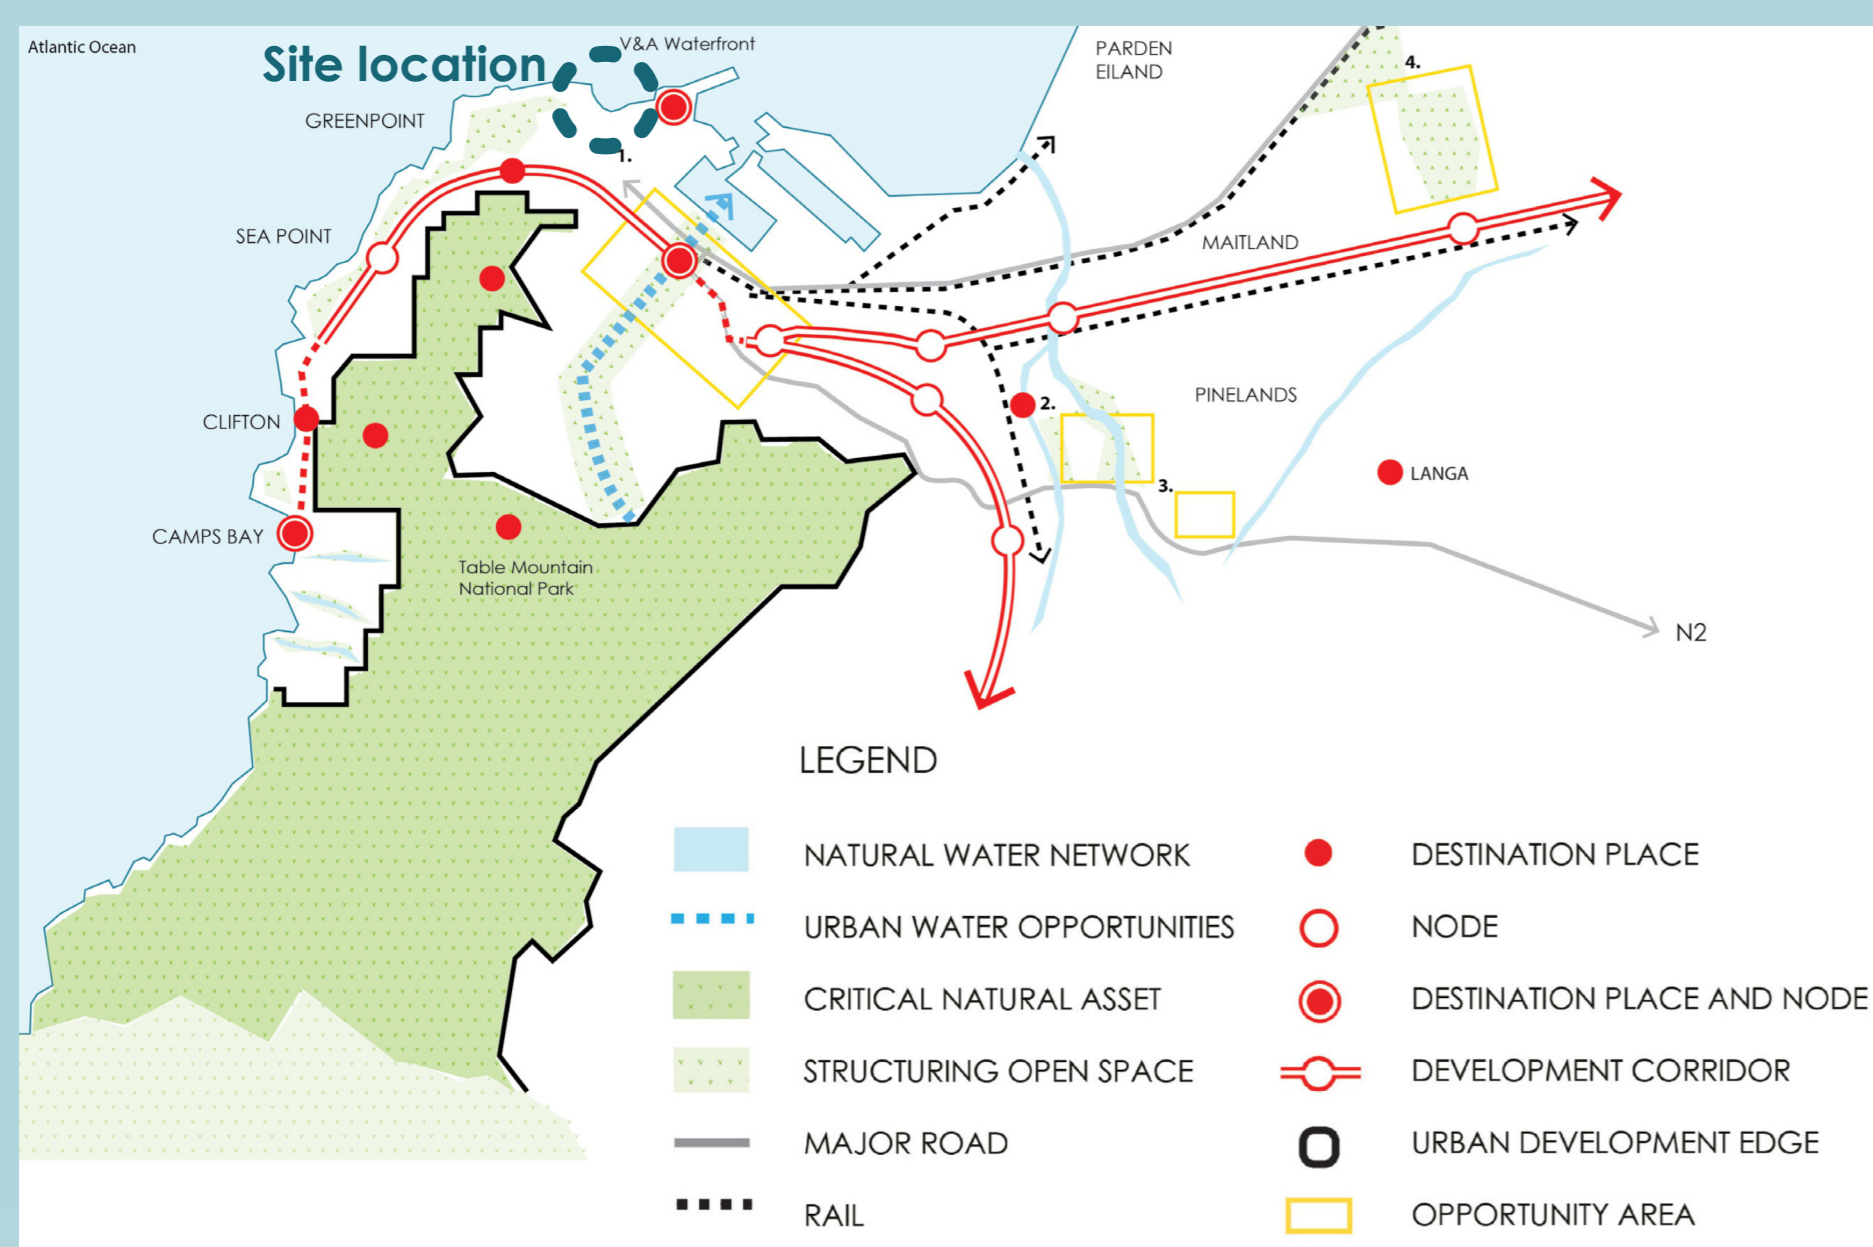 Atlantic Ocean
Site location
V&A Waterfront
PARDEN
EILAND
4.
GREENPOINT
1.
SEA POINT
MAITLAND
CLIFTON
2.
PINELANDS
3.
LANGA
CAMPS BAY
Table Mountain
National Park
N2
LEGEND
NATURAL WATER NETWORK
URBAN WATER OPPORTUNITIES
CRITICAL NATURAL ASSET
STRUCTURING OPEN SPACE
MAJOR ROAD
RAIL
DESTINATION PLACE
NODE
DESTINATION PLACE AND NODE
DEVELOPMENT CORRIDOR
URBAN DEVELOPMENT EDGE
OPPORTUNITY AREA